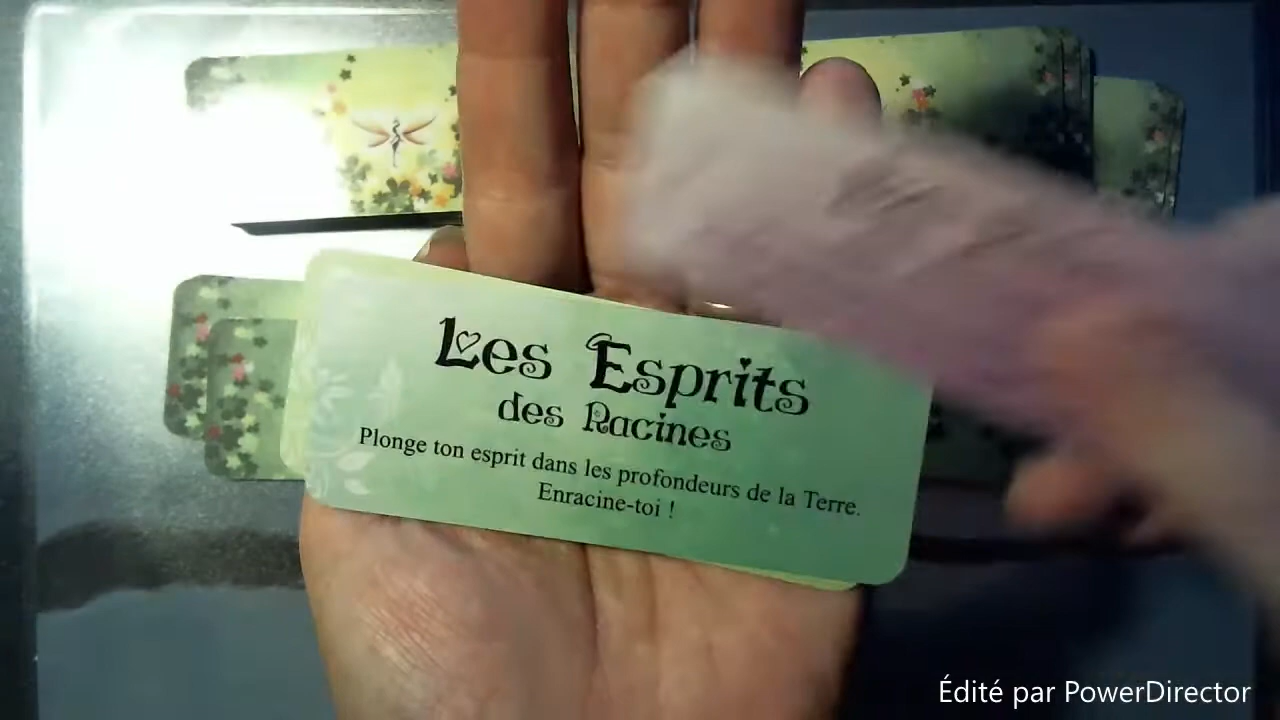 Les Esprits
des Racines
Plonge ton esprit dans les profondeurs de la Terre.
Enracine-toi !
Édité par PowerDirector